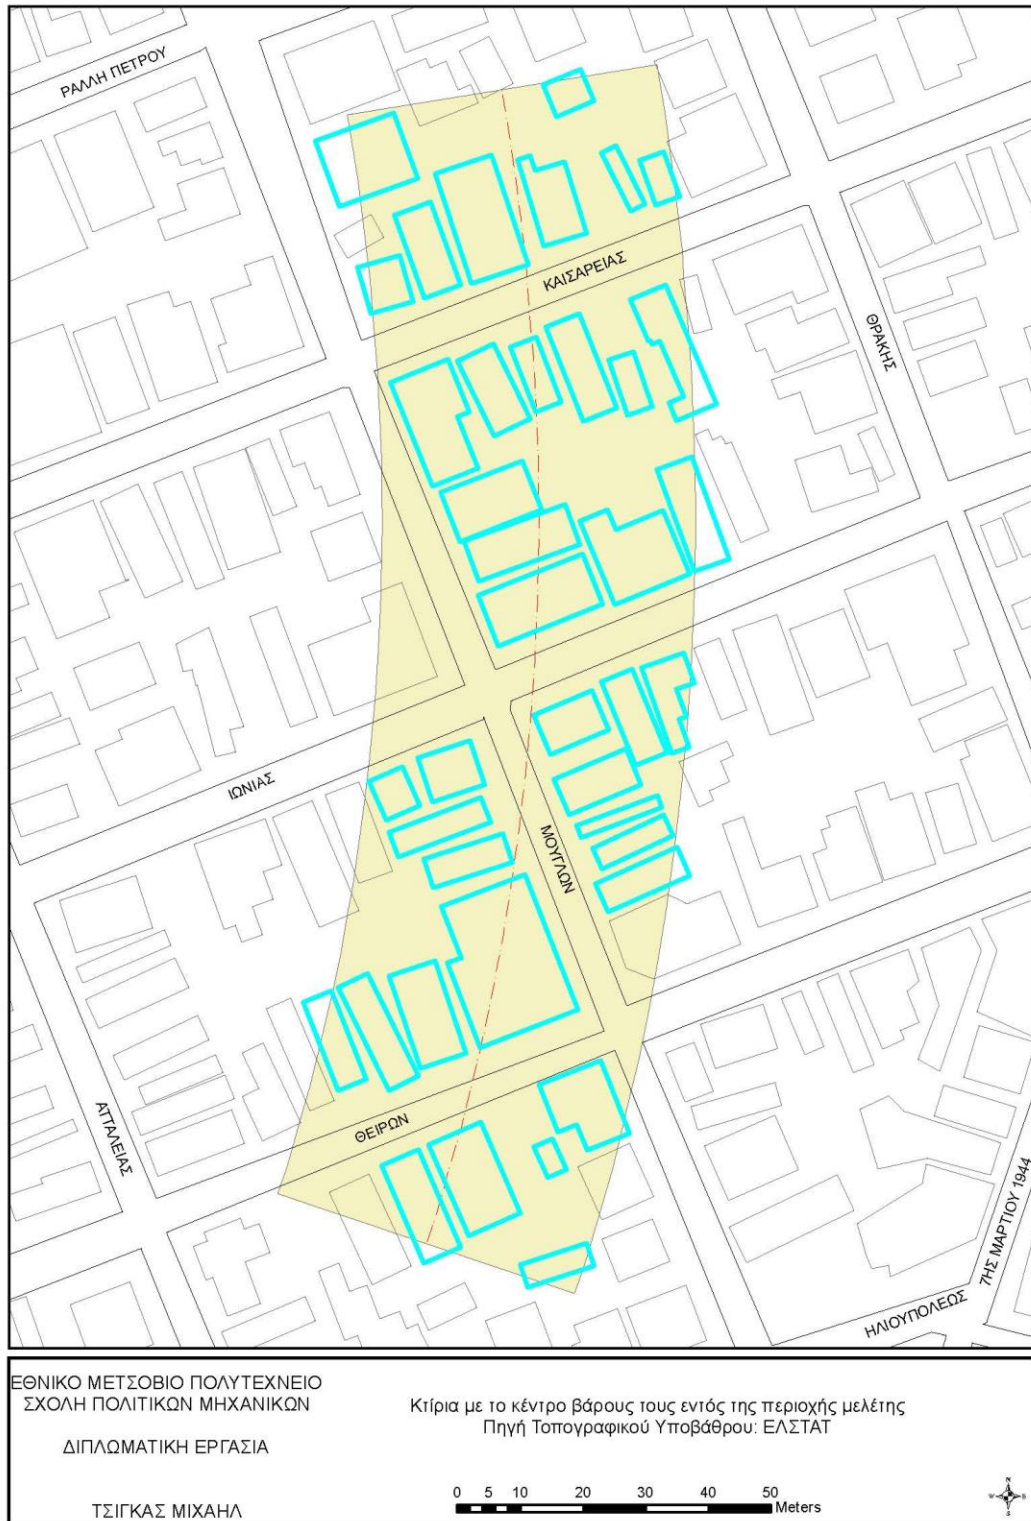 ΡΑΛΛΗ ΠΕΤΡΟΥ
ΚΑΙΣΑΡΕΙΑΣ
ΘΡΑΚΗΣ
ΙΩΝΙΑΣ
ΜΟΥΓΛΩΝ
ΑΤΤΑΛΕΙΑΣ
ΘΕΙΡΩΝ
7ΗΣ ΜΑΡΤΙΟΥ 1944
ΗΛΙΟΥΠΟΛΕΩΣ
ΕΘΝΙΚΟ ΜΕΤΣΟΒΙΟ ΠΟΛΥΤΕΧΝΕΙΟ
ΣΧΟΛΗ ΠΟΛΙΤΙΚΩΝ ΜΗΧΑΝΙΚΩΝ
ΔΙΠΛΩΜΑΤΙΚΗ ΕΡΓΑΣΙΑ
ΤΣΙΓΚΑΣ ΜΙΧΑΗΛ
Κτίρια με το κέντρο βάρους τους εντός της περιοχής μελέτης
Πηγή Τοπογραφικού Υποβάθρου: ΕΛΣΤΑΤ
0 5 10 20 30 40 50
Meters